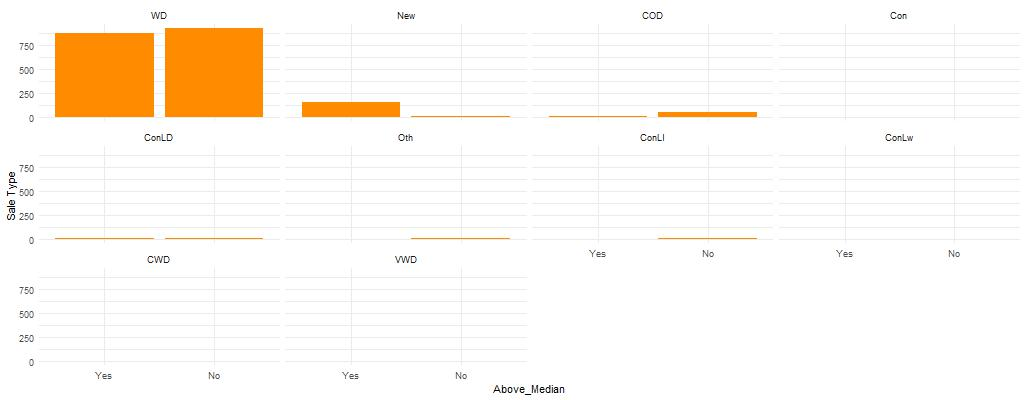 WD New COD Con
750
500
250
0
ConLD Oth ConLI ConLw
750
500
250
0
Yes No Yes No
CWD VWD
750
500
250
0
Yes No Yes No
Sale Type
Above_Median